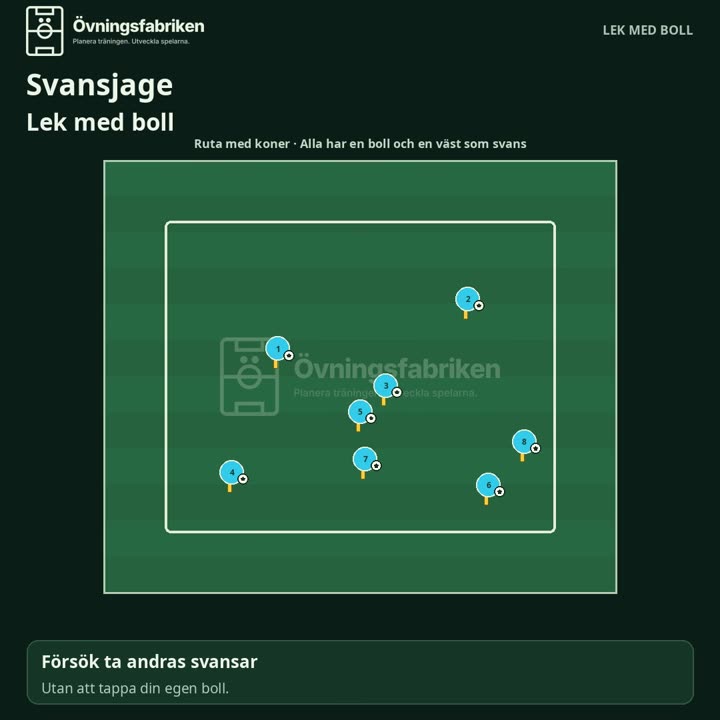 Övningsfabriken
Planera träningen. Utveckla spelarna.
LEK MED BOLL
Svansjage
Lek med boll
Ruta med koner · Alla har en boll och en väst som svans
2
1
Övningsfabriken
Planera träningen. Utveckla spelarna.
3
5
8
7
4
6
Försök ta andras svansar
Utan att tappa din egen boll.